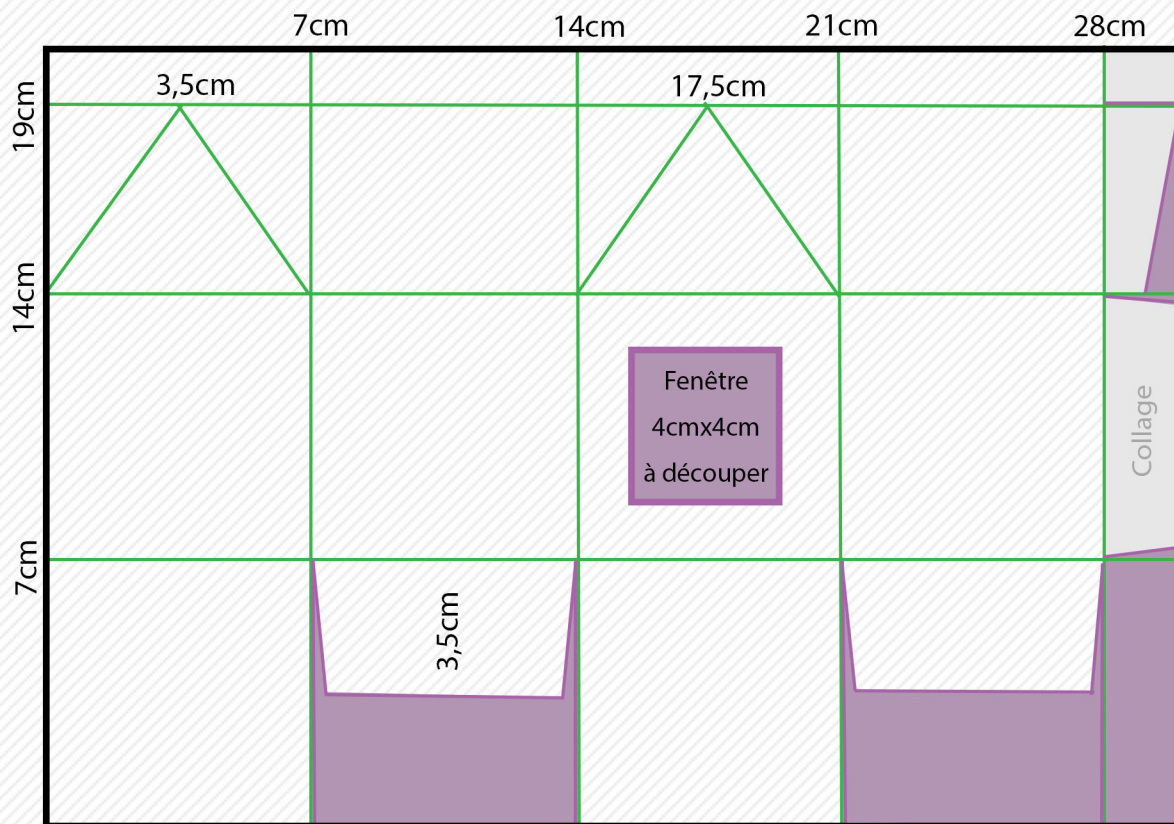 7cm
14cm
21cm
28cm
19cm
3,5cm
17,5cm
14cm
Fenêtre
4cmx4cm
à découper
Collage
7cm
3,5cm